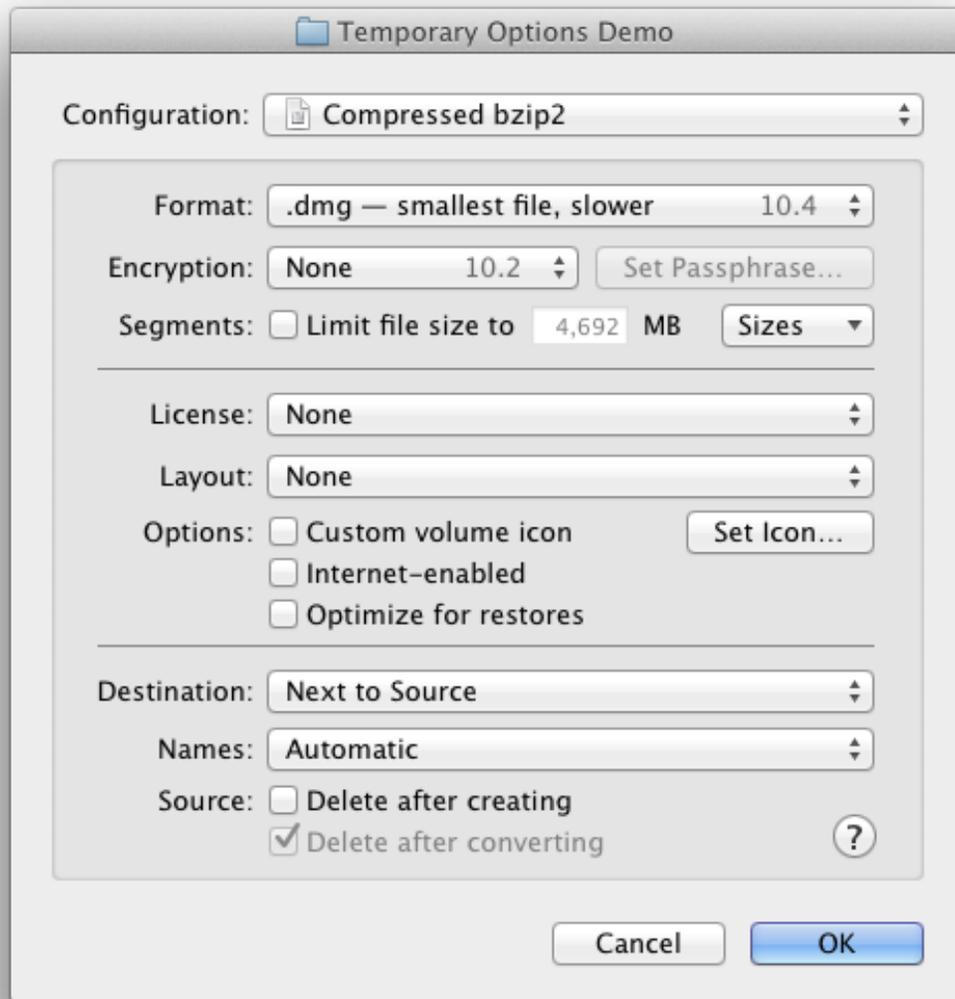 Temporary Options Demo
Configuration: Compressed bzip2
Format: .dmg — smallest file, slower 10.4
Encryption: None 10.2 Set Passphrase...
Segments: Limit file size to 4,692 MB Sizes
License: None
Layout: None
Options: Custom volume icon Set Icon...
Internet-enabled
Optimize for restores
Destination: Next to Source
Names: Automatic
Source: Delete after creating
Delete after converting ?
Cancel OK